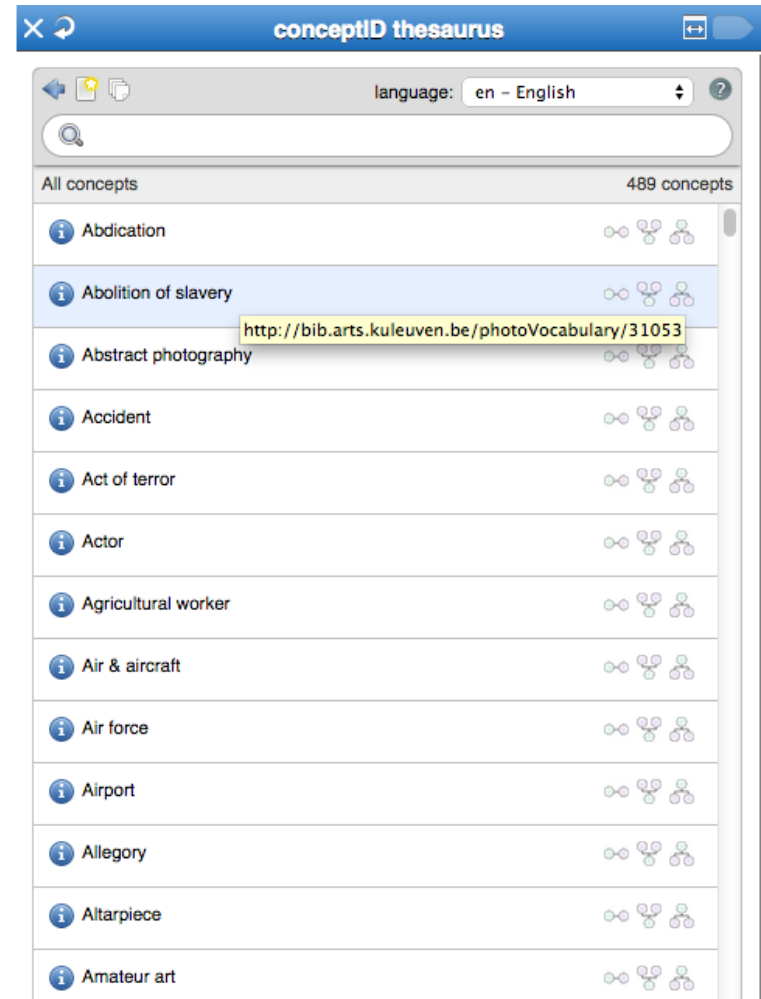 conceptID thesaurus
language: en – English
All concepts 489 concepts
Abdication
Abolition of slavery
http://bib.arts.kuleuven.be/photoVocabulary/31053
Abstract photography
Accident
Act of terror
Actor
Agricultural worker
Air & aircraft
Air force
Airport
Allegory
Altarpiece
Amateur art